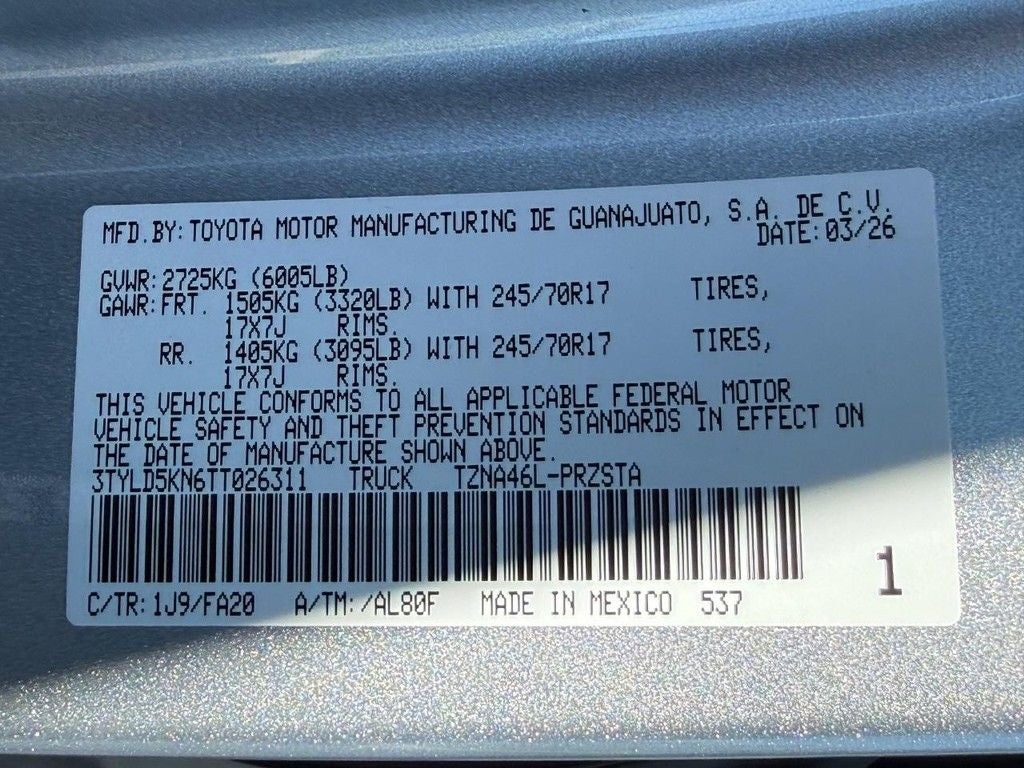 MFD.BY:TOYOTA MOTOR MANUFACTURING DE GUANAJUATO, S.A. DE C.V.
DATE:03/26
GVWR:2725KG (6005LB)
GAWR:FRT. 1505KG (3320LB) WITH 245/70R17 TIRES,
17X7J RIMS.
RR. 1405KG (3095LB) WITH 245/70R17 TIRES,
17X7J RIMS.
THIS VEHICLE CONFORMS TO ALL APPLICABLE FEDERAL MOTOR
VEHICLE SAFETY AND THEFT PREVENTION STANDARDS IN EFFECT ON
THE DATE OF MANUFACTURE SHOWN ABOVE.
3TYLD5KN6TT026311 TRUCK TZNA46L-PRZSTA
1
C/TR:1J9/FA20 A/TM:/AL80F MADE IN MEXICO 537